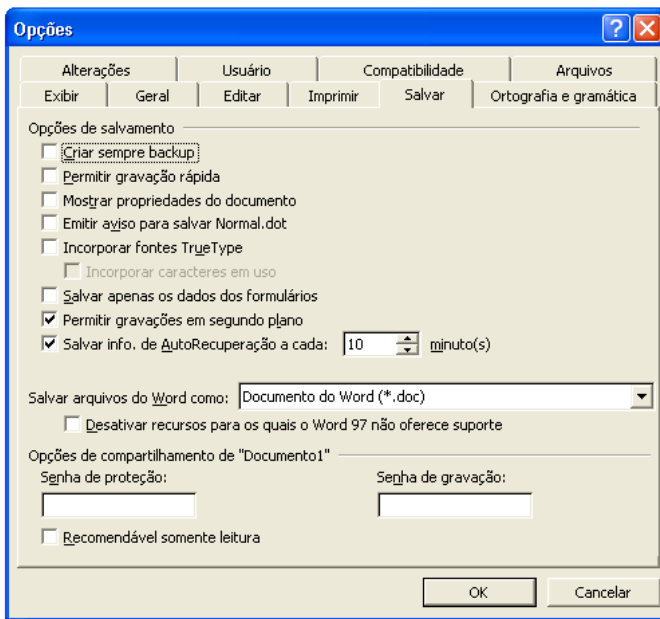 Opções
Alterações Usuário Compatibilidade Arquivos
Exibir Geral Editar Imprimir Salvar Ortografia e gramática
Opções de salvamento
Criar sempre backup
Permitir gravação rápida
Mostrar propriedades do documento
Emitir aviso para salvar Normal.dot
Incorporar fontes TrueType
Incorporar caracteres em uso
Salvar apenas os dados dos formulários
Permitir gravações em segundo plano
Salvar info. de AutoRecuperação a cada: 10 minuto(s)
Salvar arquivos do Word como: Documento do Word (*.doc)
Desativar recursos para os quais o Word 97 não oferece suporte
Opções de compartilhamento de "Documento1"
Senha de proteção: Senha de gravação:
Recomendável somente leitura
OK Cancelar